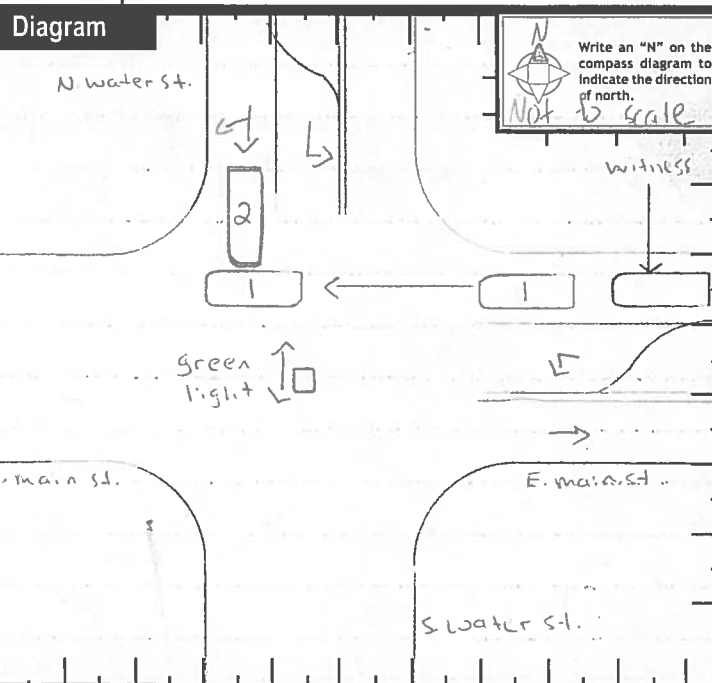 Diagram
N
Write an "N" on the
compass diagram to
indicate the direction
of north.
Not to scale
N. water st.
witness
2
1
1
green
light
. main st.
E. main st.
S. water st.